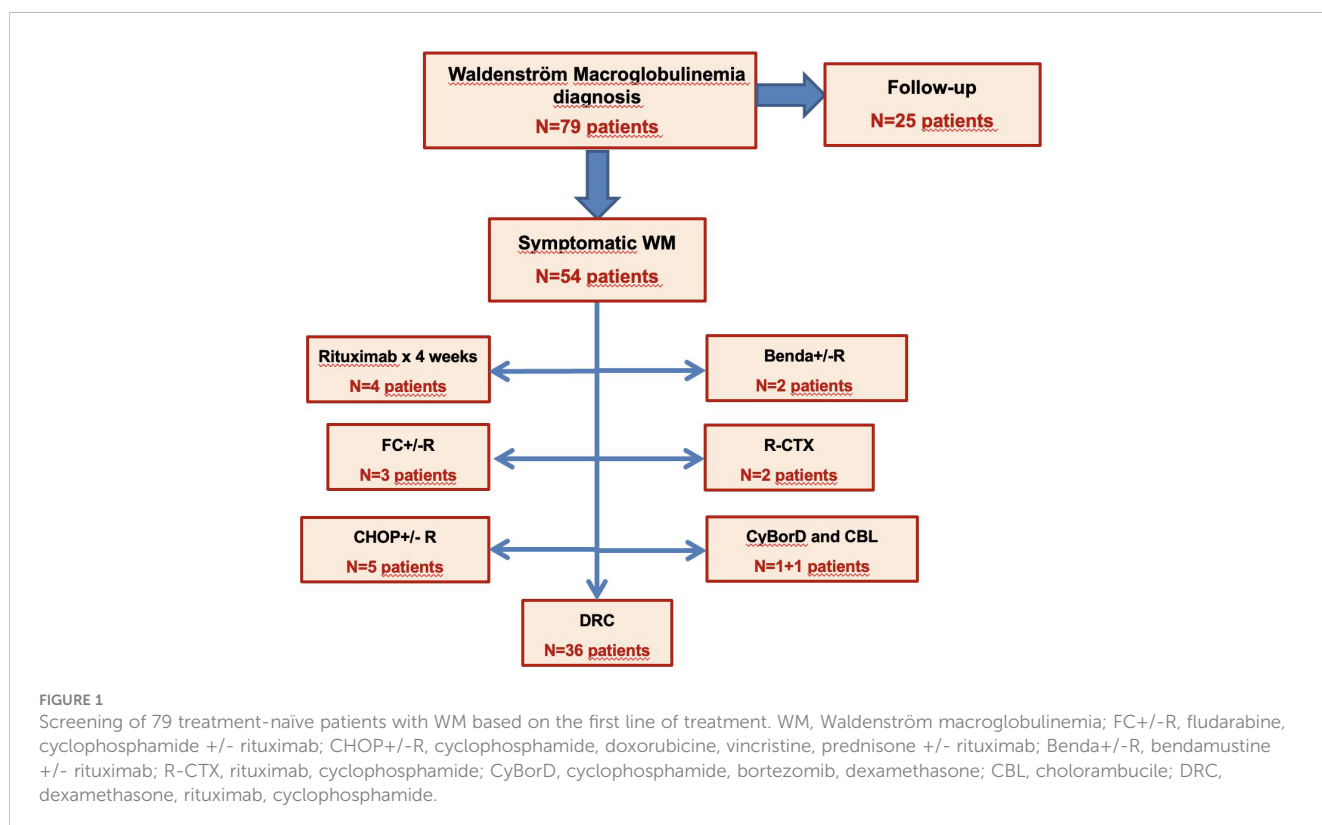 Waldenström Macroglobulinemia
diagnosis
N=79 patients
Follow-up
N=25 patients
Symptomatic WM
N=54 patients
Rituximab x 4 weeks
N=4 patients
Benda+/-R
N=2 patients
FC+/-R
N=3 patients
R-CTX
N=2 patients
CHOP+/- R
N=5 patients
CyBorD and CBL
N=1+1 patients
DRC
N=36 patients
FIGURE 1
Screening of 79 treatment-naïve patients with WM based on the first line of treatment. WM, Waldenström macroglobulinemia; FC+/-R, fludarabine,
cyclophosphamide +/- rituximab; CHOP+/-R, cyclophosphamide, doxorubicine, vincristine, prednisone +/- rituximab; Benda+/-R, bendamustine
+/- rituximab; R-CTX, rituximab, cyclophosphamide; CyBorD, cyclophosphamide, bortezomib, dexamethasone; CBL, cholorambucile; DRC,
dexamethasone, rituximab, cyclophosphamide.